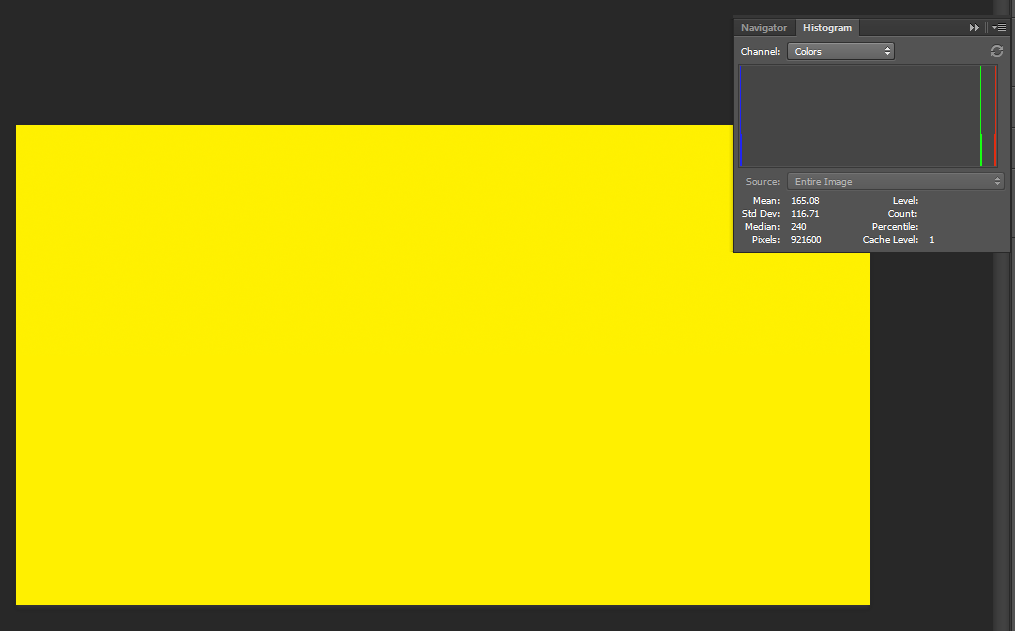 Navigator Histogram
Channel: Colors
Source: Entire Image
Mean: 165.08 Level:
Std Dev: 116.71 Count:
Median: 240 Percentile:
Pixels: 921600 Cache Level: 1